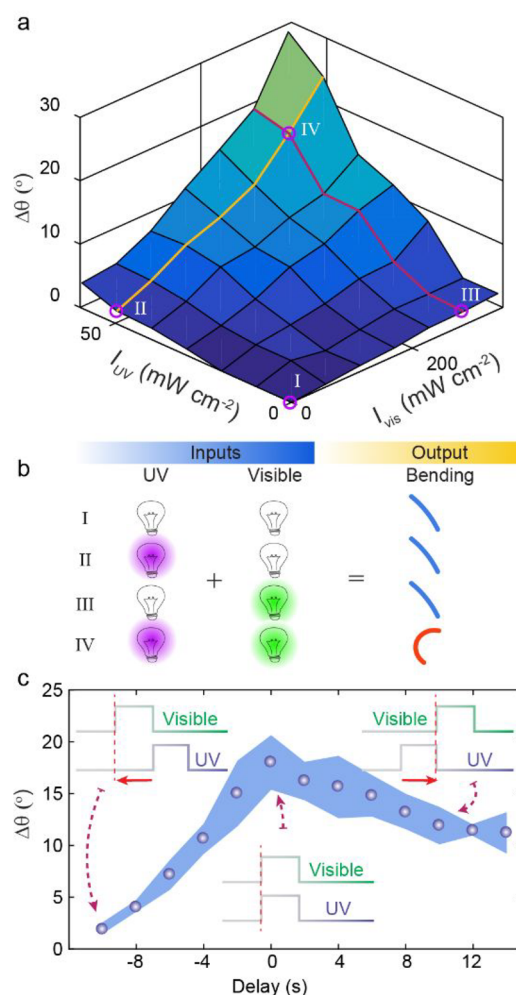 a
30
20
10
0
Δθ (º)
IV
III
II
I
50
200
0 0
I_UV (mW cm⁻²)
I_vis (mW cm⁻²)
b
Inputs
Output
UV
Visible
Bending
I
II
+
=
III
IV
c
25
20
15
10
5
0
Δθ (º)
Visible
UV
Visible
UV
Visible
UV
-8
-4
0
4
8
12
Delay (s)